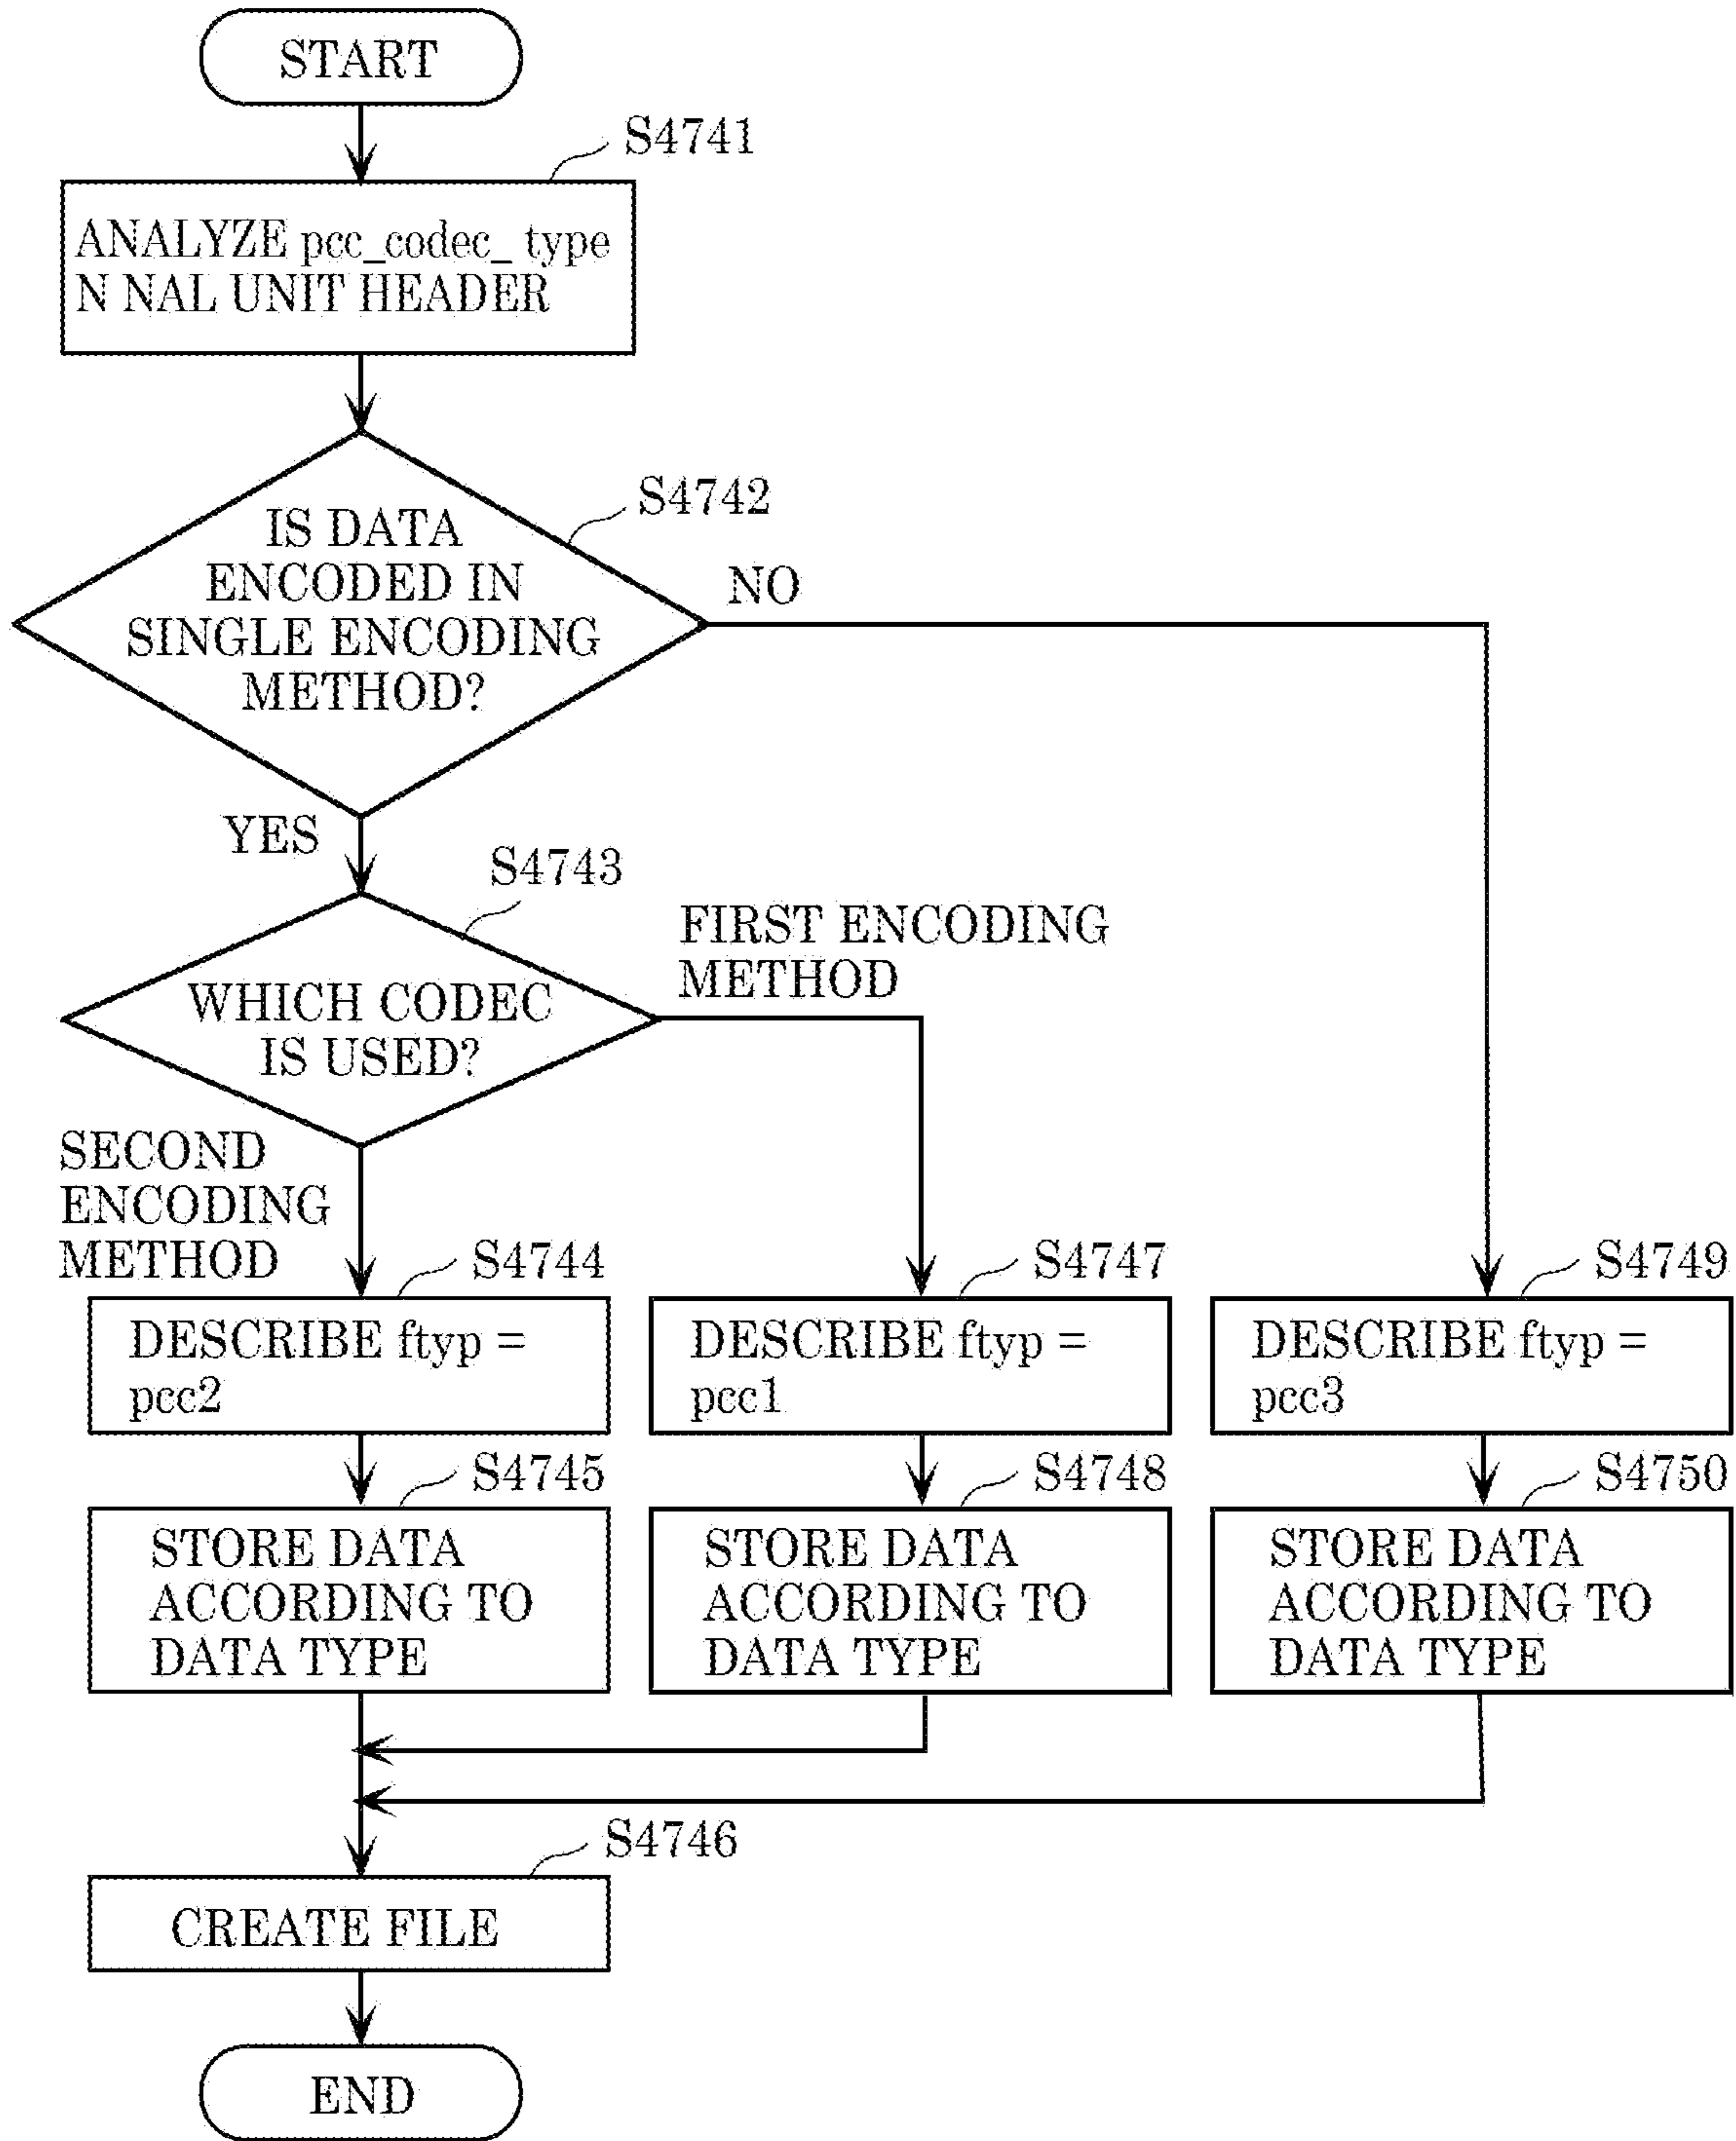 START
S4741
ANALYZE pcc_codec_ type
N NAL UNIT HEADER
S4742
IS DATA
ENCODED IN
SINGLE ENCODING
METHOD?
NO
YES
S4743
FIRST ENCODING
METHOD
WHICH CODEC
IS USED?
SECOND
ENCODING
METHOD
S4744
S4747
S4749
DESCRIBE ftyp =
pcc2
DESCRIBE ftyp =
pcc1
DESCRIBE ftyp =
pcc3
S4745
S4748
S4750
STORE DATA
ACCORDING TO
DATA TYPE
STORE DATA
ACCORDING TO
DATA TYPE
STORE DATA
ACCORDING TO
DATA TYPE
S4746
CREATE FILE
END